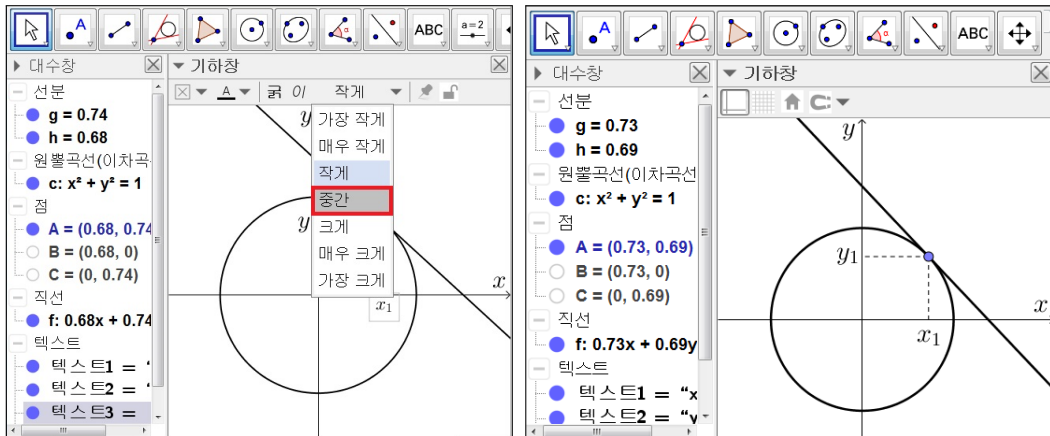 A
ABC
a=2
대수창
기하창
가 굵 이 작게
선분
g = 0.74
h = 0.68
원뿔곡선(이차곡
c: x² + y² = 1
점
A = (0.68, 0.74
B = (0.68, 0)
C = (0, 0.74)
직선
f: 0.68x + 0.74
텍스트
텍스트1 = “
텍스트2 = “
텍스트3 =
y
가장 작게
매우 작게
작게
중간
크게
매우 크게
가장 크게
y
x
x₁
A
ABC
대수창
기하창
선분
g = 0.73
h = 0.69
원뿔곡선(이차곡선
c: x² + y² = 1
점
A = (0.73, 0.69)
B = (0.73, 0)
C = (0, 0.69)
직선
f: 0.73x + 0.69y
텍스트
텍스트1 = “x
텍스트2 = “y
y
y₁
x
x₁